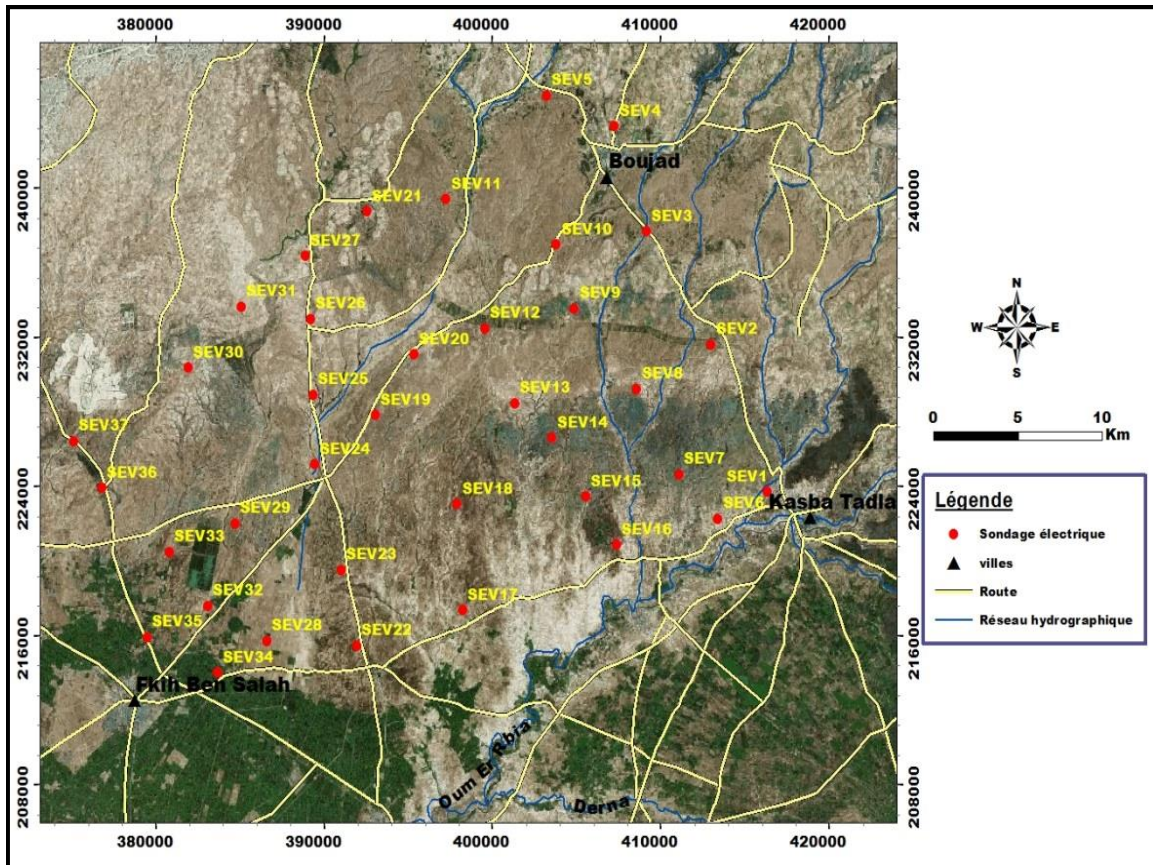 380000 390000 400000 410000 420000
SEV5
SEV4
Boujad
240000 240000
SEV21 SEV11
SEV3
SEV10
SEV27
SEV31 SEV26 SEV9
SEV12
N
W E
S
232000 232000
SEV2
SEV20
SEV30
SEV8
SEV25 SEV13
SEV19
SEV14
0 5 10
Km
SEV37
SEV24
SEV7
SEV1
SEV36
224000 224000
SEV18 SEV15
SEV6
Kasba Tadla
SEV29
SEV33
SEV16
SEV23
SEV32 SEV17
SEV35 SEV28 SEV22
216000 216000
SEV34
Fkih Ben Salah
Légende
Sondage électrique
villes
Route
Réseau hydrographique
Oum Er Rbia
Derna
208000 208000
380000 390000 400000 410000 420000